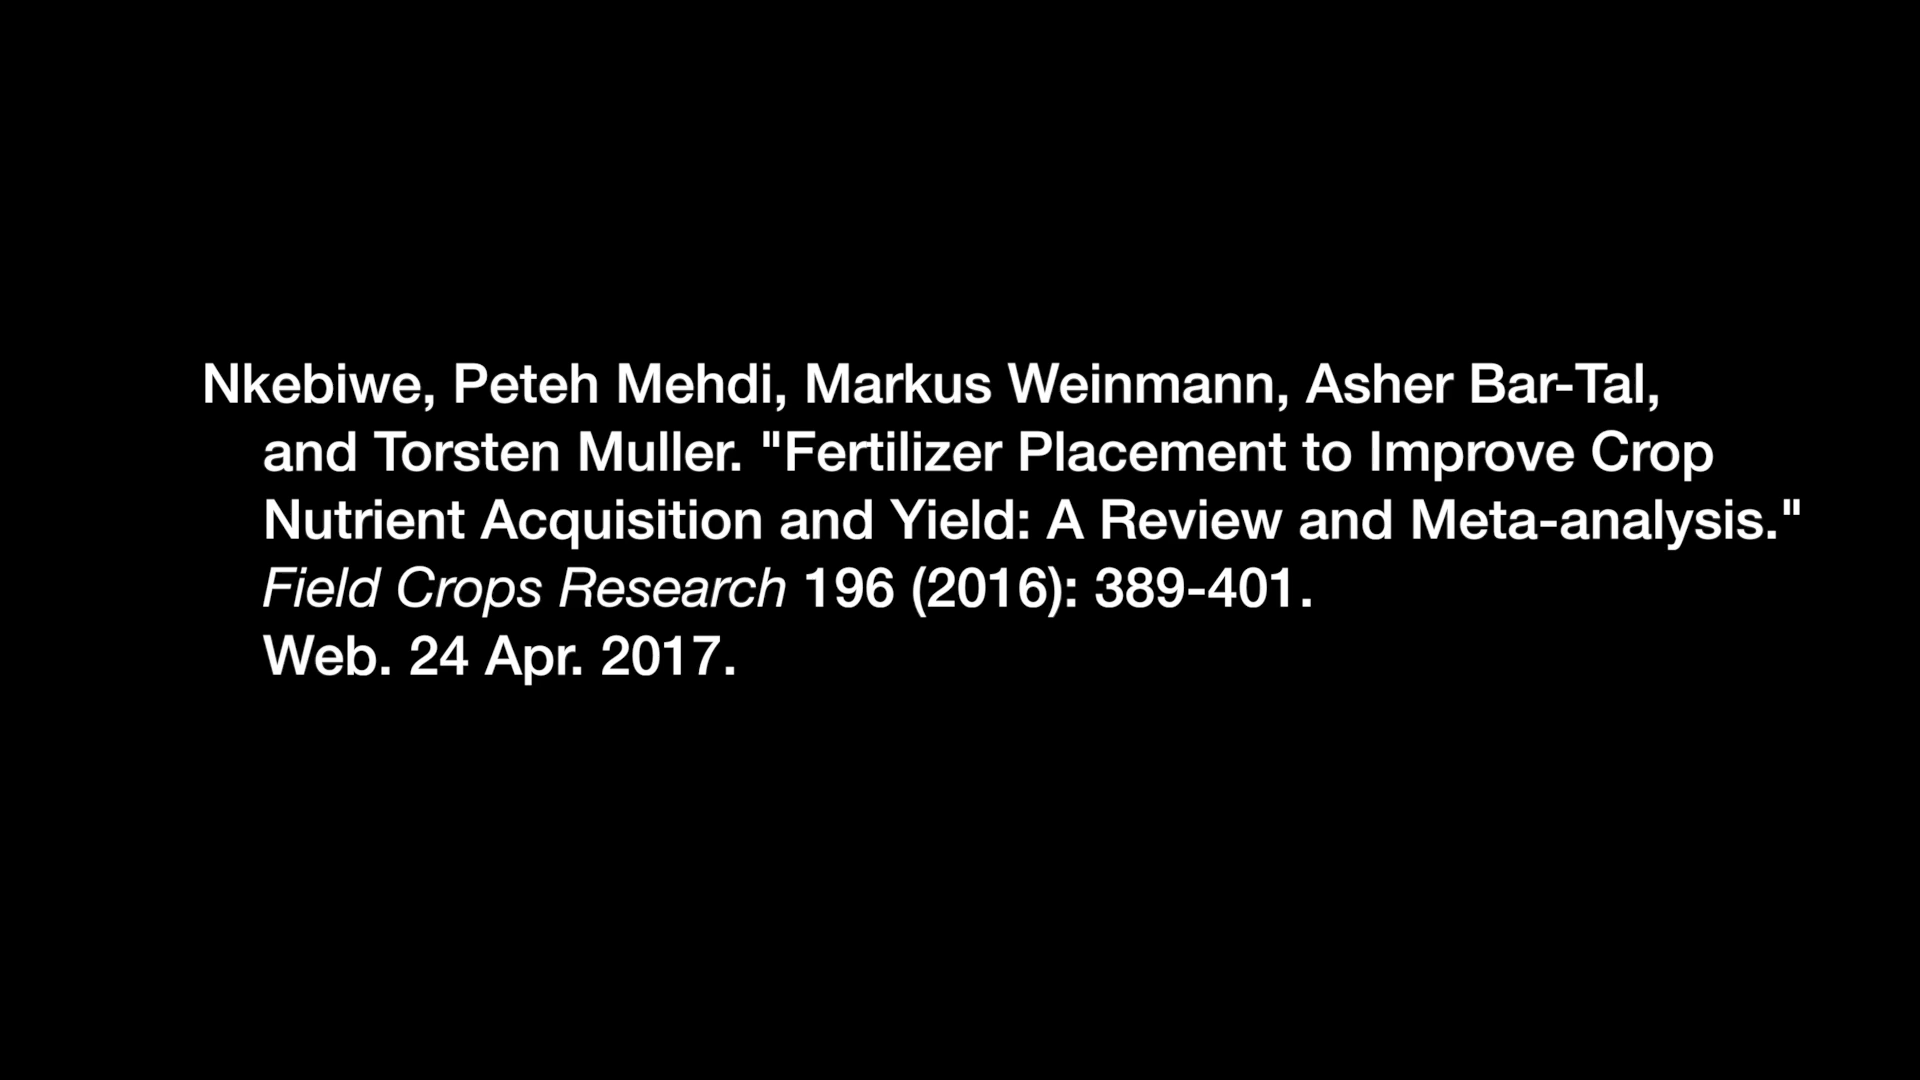 Nkebiwe, Peteh Mehdi, Markus Weinmann, Asher Bar-Tal,
and Torsten Muller. "Fertilizer Placement to Improve Crop
Nutrient Acquisition and Yield: A Review and Meta-analysis."
Field Crops Research 196 (2016): 389-401.
Web. 24 Apr. 2017.